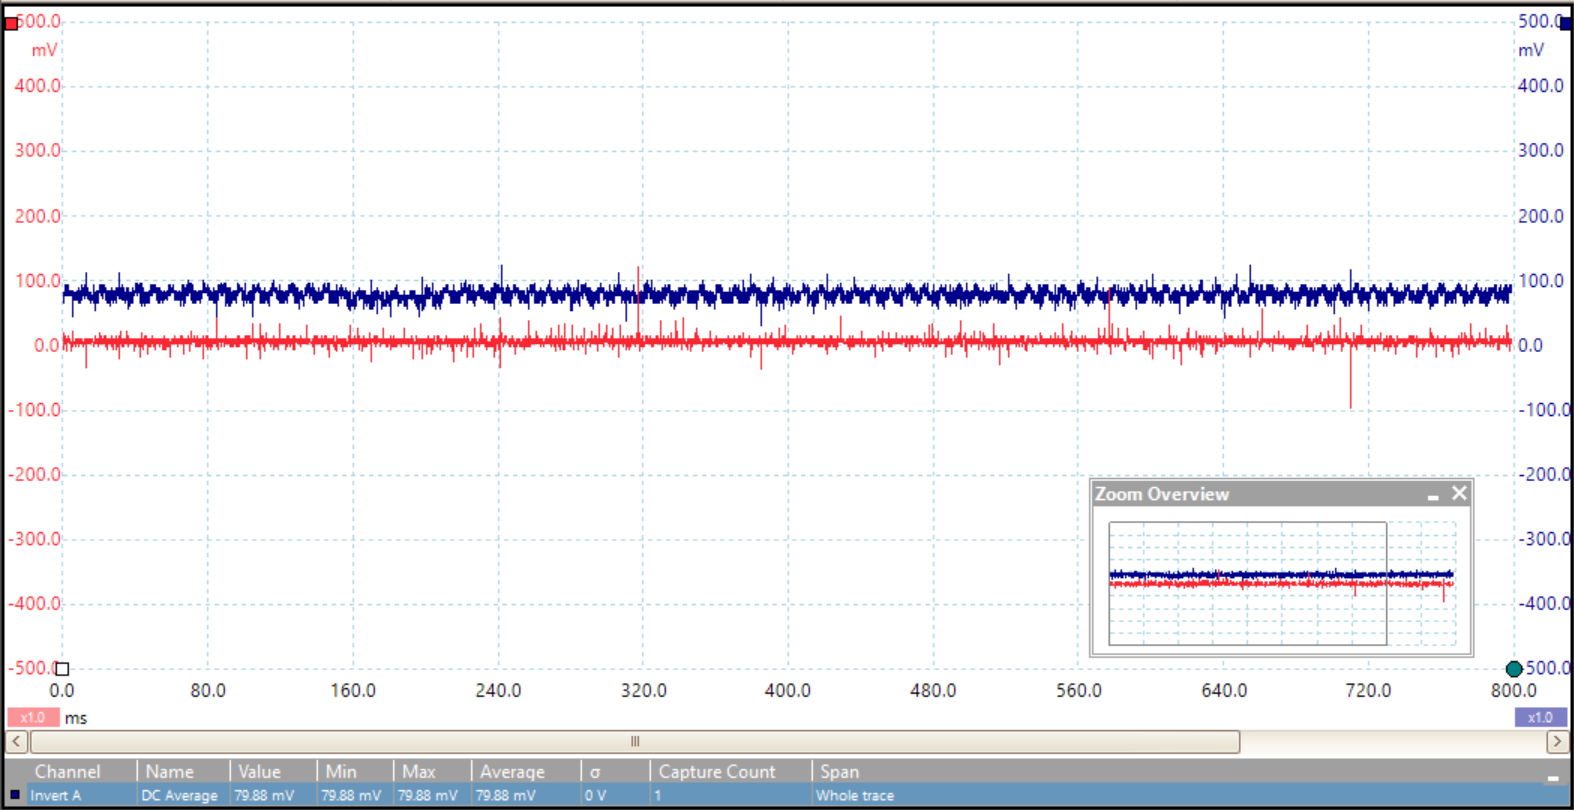 500.0 500.0
mV mV
400.0 400.0
300.0 300.0
200.0 200.0
100.0 100.0
0.0 0.0
-100.0 -100.0
-200.0 -200.0
Zoom Overview
-300.0 -300.0
-400.0 -400.0
-500.0 500.0
0.0 80.0 160.0 240.0 320.0 400.0 480.0 560.0 640.0 720.0 800.0
x1.0 ms x1.0
Channel Name Value Min Max Average σ Capture Count Span
Invert A DC Average 79.88 mV 79.88 mV 79.88 mV 79.88 mV 0 V 1 Whole trace